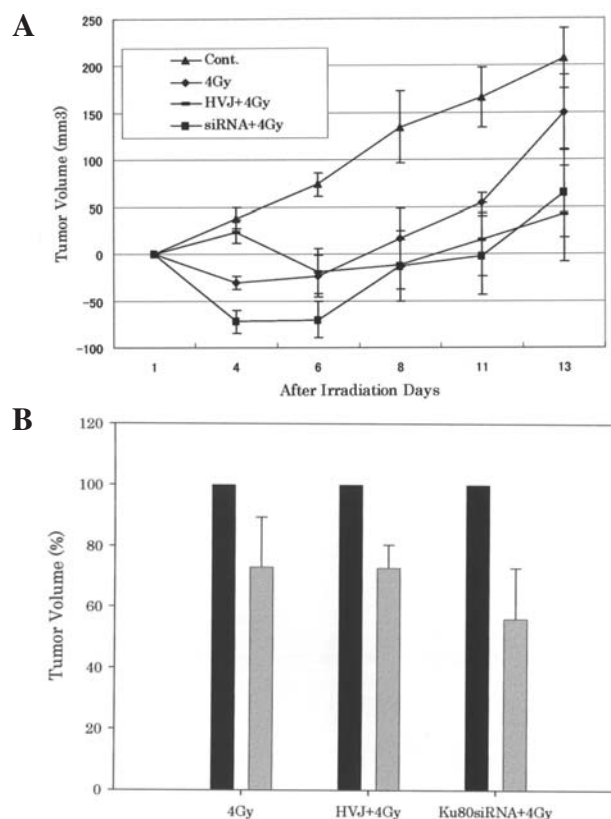 A
Tumor Volume (mm3)
250
200
150
100
50
0
-50
-100
Cont.
4Gy
HVJ+4Gy
siRNA+4Gy
1 4 6 8 11 13
After Irradiation Days
B
Tumor Volume (%)
120
100
80
60
40
20
0
4Gy HVJ+4Gy Ku80siRNA+4Gy